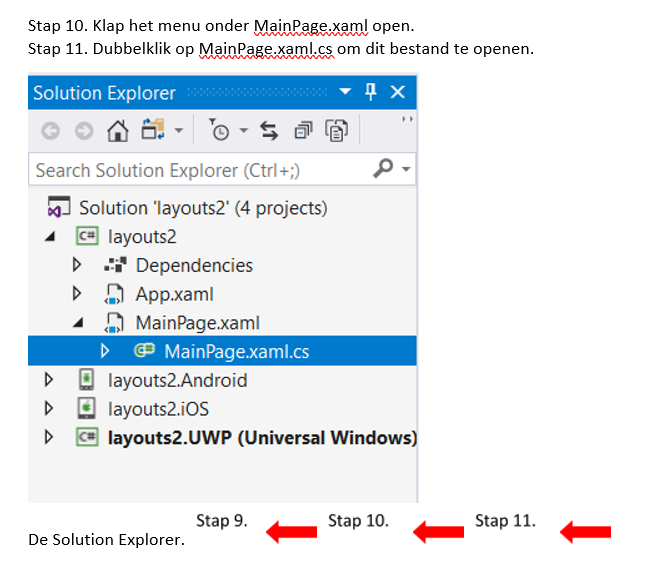 Stap 10. Klap het menu onder MainPage.xaml open.
Stap 11. Dubbelklik op MainPage.xaml.cs om dit bestand te openen.
Solution Explorer
Search Solution Explorer (Ctrl+;)
Solution 'layouts2' (4 projects)
C# layouts2
Dependencies
App.xaml
MainPage.xaml
C# MainPage.xaml.cs
layouts2.Android
layouts2.iOS
C# layouts2.UWP (Universal Windows)
Stap 9. Stap 10. Stap 11.
De Solution Explorer.